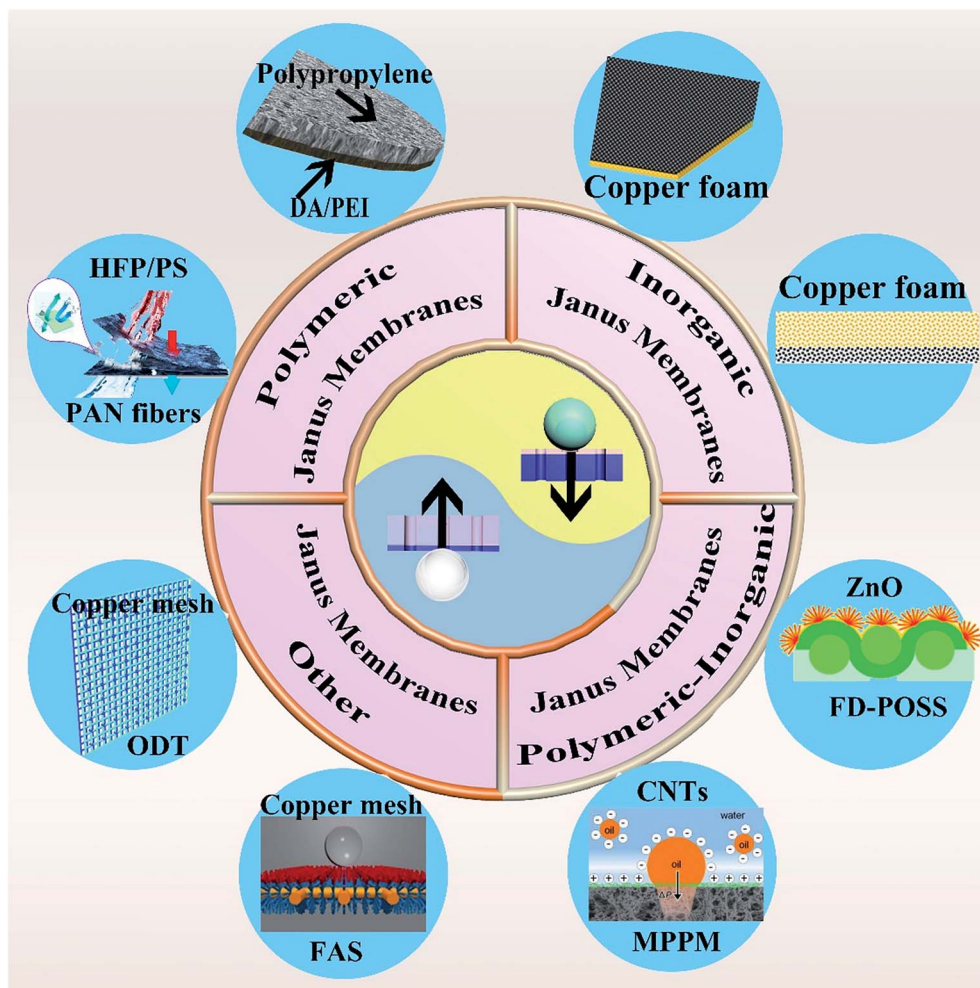 Polypropylene
DA/PEI
Copper foam
HFP/PS
PAN fibers
Polymeric
Janus Membranes
Inorganic
Janus Membranes
Copper foam
Copper mesh
ODT
Janus Membranes
Other
Janus Membranes
Polymeric-Inorganic
ZnO
FD-POSS
Copper mesh
FAS
CNTs
water
oil
oil
oil
ΔP
MPPM